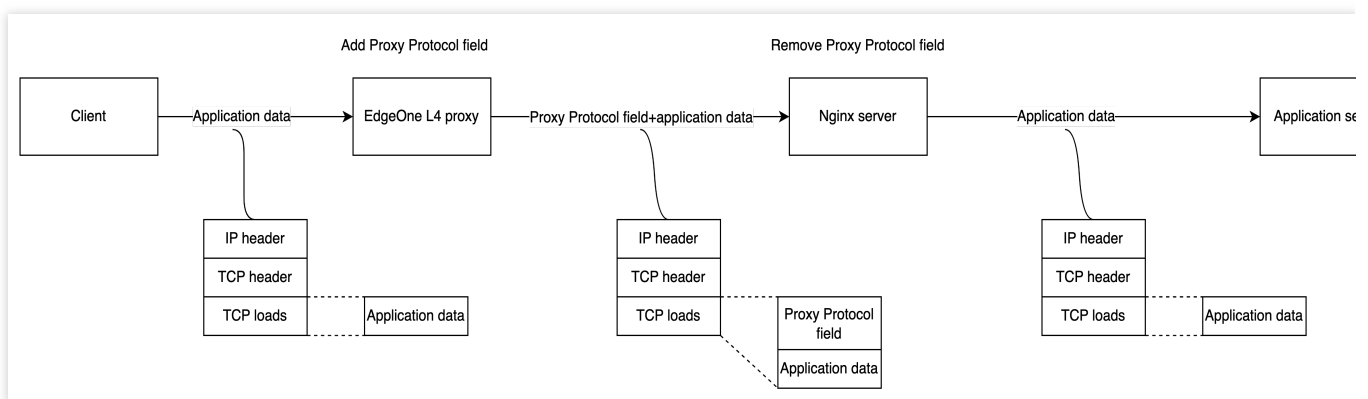 Add Proxy Protocol field
Remove Proxy Protocol field
Client
Application data
EdgeOne L4 proxy
Proxy Protocol field+application data
Nginx server
Application data
Application se
IP header
TCP header
TCP loads
Application data
IP header
TCP header
TCP loads
Proxy Protocol
field
Application data
IP header
TCP header
TCP loads
Application data